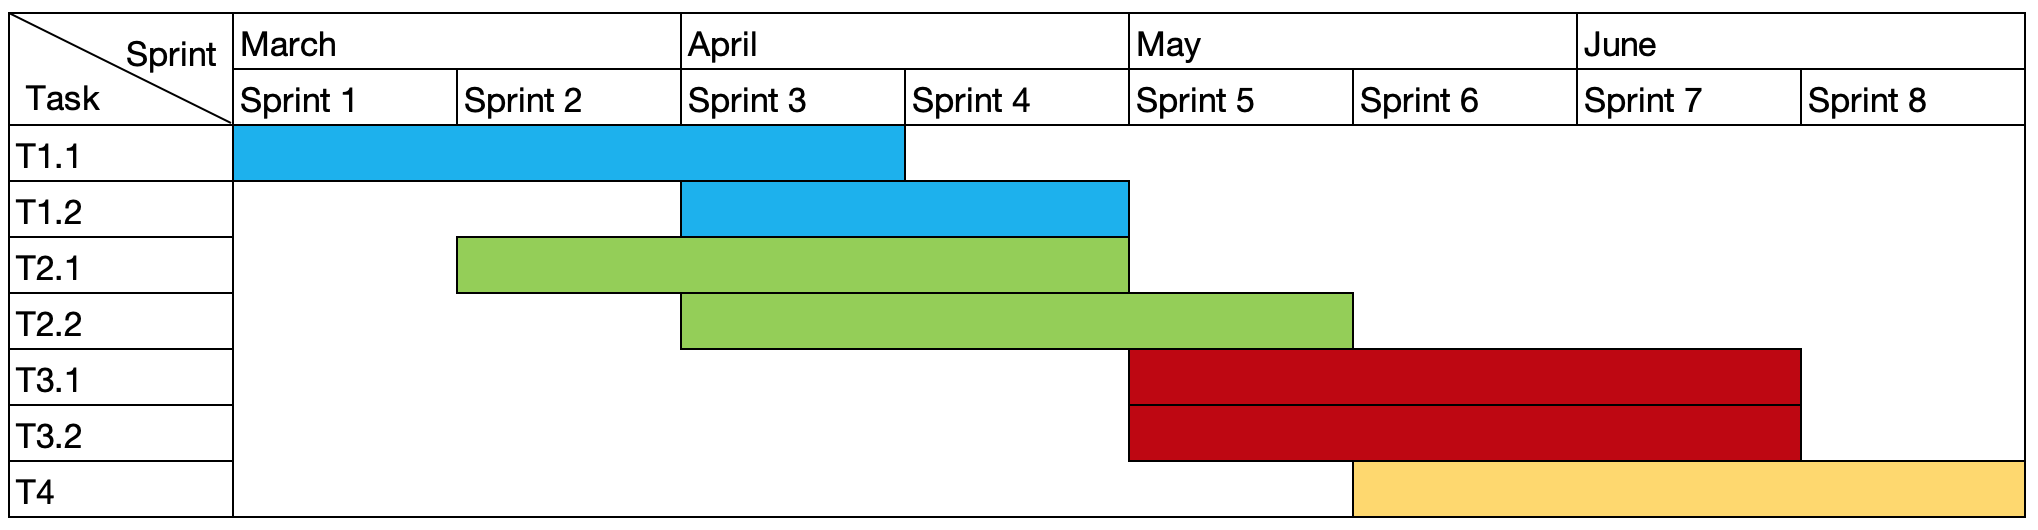 Sprint
Task
March April May June
Sprint 1 Sprint 2 Sprint 3 Sprint 4 Sprint 5 Sprint 6 Sprint 7 Sprint 8
T1.1
T1.2
T2.1
T2.2
T3.1
T3.2
T4